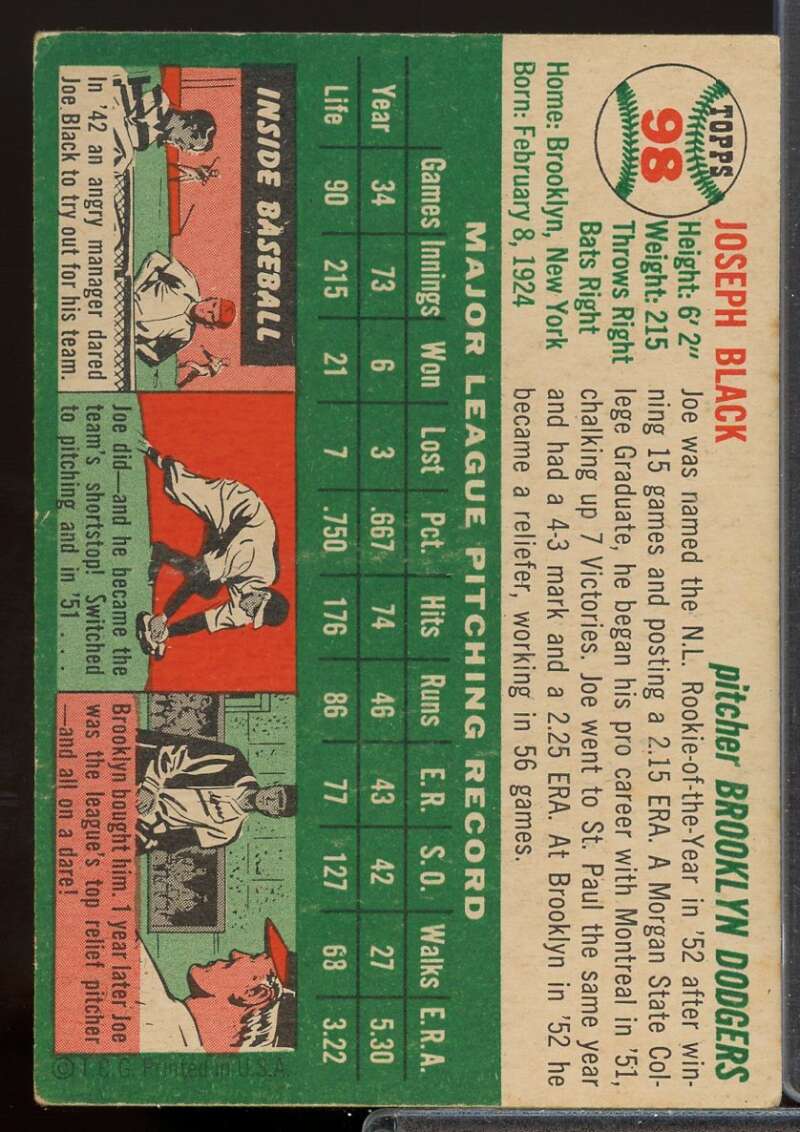 TOPPS
98
JOSEPH BLACK
pitcher BROOKLYN DODGERS
Height: 6' 2"
Weight: 215
Throws Right
Bats Right
Home: Brooklyn, New York
Born: February 8, 1924
Joe was named the N.L. Rookie-of-the-Year in '52 after win-
ning 15 games and posting a 2.15 ERA. A Morgan State Col-
lege Graduate, he began his pro career with Montreal in '51,
chalking up 7 Victories. Joe went to St. Paul the same year
and had a 4-3 mark and a 2.25 ERA. At Brooklyn in '52 he
became a reliefer, working in 56 games.
MAJOR LEAGUE PITCHING RECORD
Games Innings Won Lost Pct. Hits Runs E.R. S.O. Walks E.R.A.
Year 34 73 6 3 .667 74 46 43 42 27 5.30
Life 90 215 21 7 .750 176 86 77 127 68 3.22
INSIDE BASEBALL
In '42 an angry manager dared
Joe Black to try out for his team.
Joe did—and he became the
team's shortstop! Switched
to pitching and in '51 . . .
Brooklyn bought him. 1 year later Joe
was the league's top relief pitcher
—and all on a dare!
© T.C.G. Printed in U.S.A.